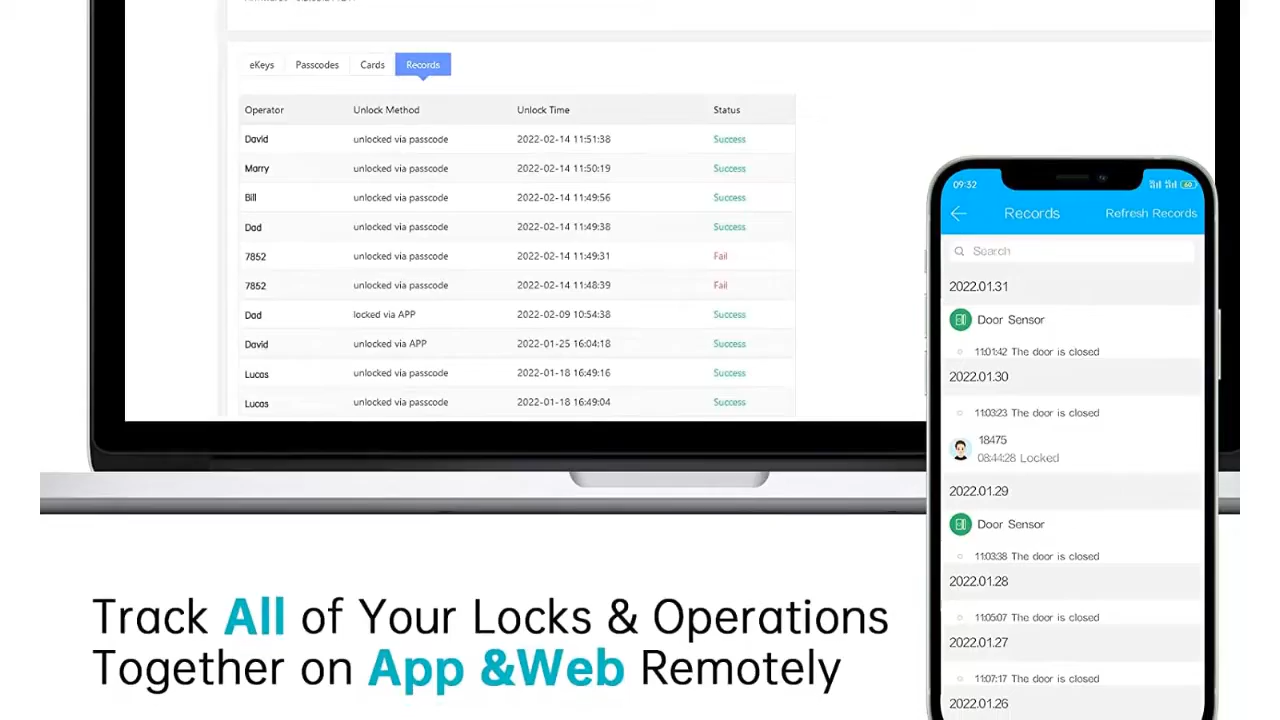 eKeys Passcodes Cards Records
Operator Unlock Method Unlock Time Status
David unlocked via passcode 2022-02-14 11:51:38 Success
Marry unlocked via passcode 2022-02-14 11:50:19 Success
Bill unlocked via passcode 2022-02-14 11:49:56 Success
Dad unlocked via passcode 2022-02-14 11:49:38 Success
7852 unlocked via passcode 2022-02-14 11:49:31 Fail
7852 unlocked via passcode 2022-02-14 11:48:39 Fail
Dad locked via APP 2022-02-09 10:54:38 Success
David unlocked via APP 2022-01-25 16:04:18 Success
Lucas unlocked via passcode 2022-01-18 16:49:16 Success
Lucas unlocked via passcode 2022-01-18 16:49:04 Success
09:32
Records Refresh Records
Search
2022.01.31
Door Sensor
11:01:42 The door is closed
2022.01.30
11:03:23 The door is closed
18475
08:44:28 Locked
2022.01.29
Door Sensor
11:03:38 The door is closed
2022.01.28
11:05:07 The door is closed
2022.01.27
11:07:17 The door is closed
2022.01.26
Track All of Your Locks & Operations
Together on App &Web Remotely